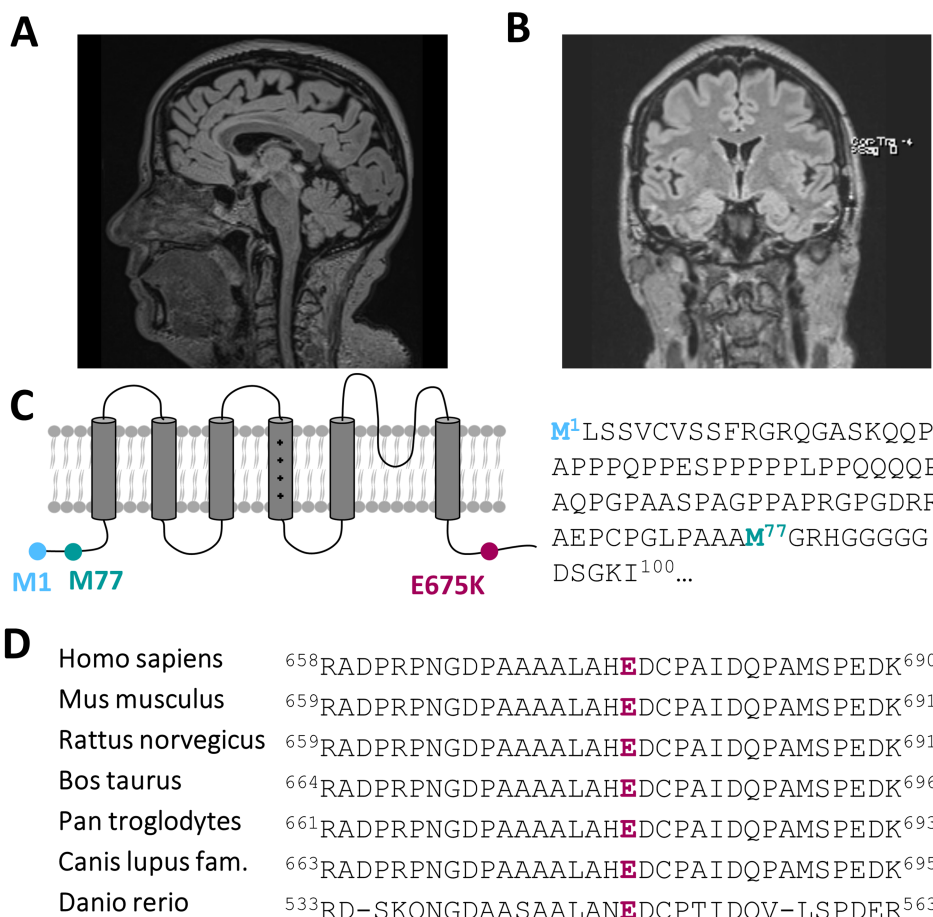 A
B
C
M¹LSSVCVSSFRGRQGASKQQP
APPPQPPESPPPPPLPPQQQQP
AQPGPAASPAGPPAPRGPGDRR
AEPCPGLPAAAM⁷⁷GRHGGGGG
DSGKI¹⁰⁰...
+
+
+
+
M1 M77 E675K
D
Homo sapiens ⁶⁵⁸RADPRPNGDPAAAALAHEDCPAIDQPAMSPEDK⁶⁹⁰
Mus musculus ⁶⁵⁹RADPRPNGDPAAAALAHEDCPAIDQPAMSPEDK⁶⁹¹
Rattus norvegicus ⁶⁵⁹RADPRPNGDPAAAALAHEDCPAIDQPAMSPEDK⁶⁹¹
Bos taurus ⁶⁶⁴RADPRPNGDPAAAALAHEDCPAIDQPAMSPEDK⁶⁹⁶
Pan troglodytes ⁶⁶¹RADPRPNGDPAAAALAHEDCPAIDQPAMSPEDK⁶⁹³
Canis lupus fam. ⁶⁶³RADPRPNGDPAAAALAHEDCPAIDQPAMSPEDK⁶⁹⁵
Danio rerio ⁵³³RD-SKQNGDAASAALANEDCPTIDQV-LSPDER⁵⁶³